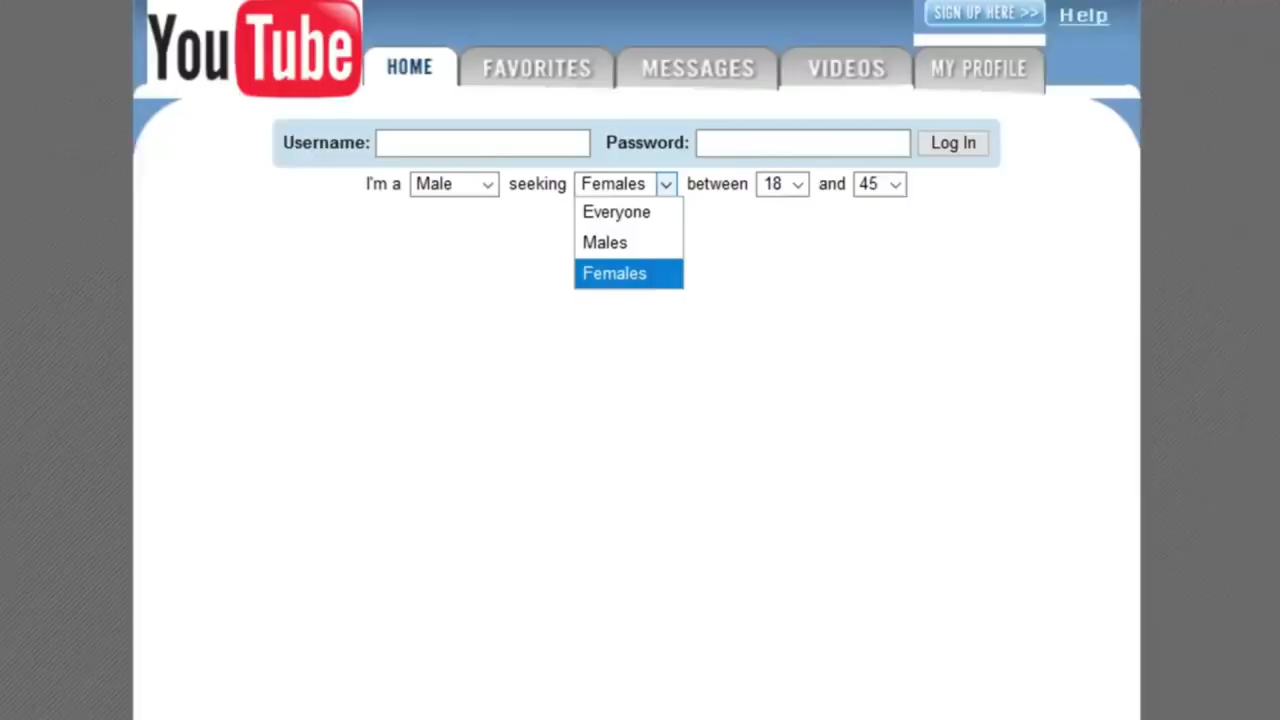 YouTube
SIGN UP HERE >> Help
HOME FAVORITES MESSAGES VIDEOS MY PROFILE
Username: Password: Log In
I'm a Male seeking Females between 18 and 45
Everyone
Males
Females